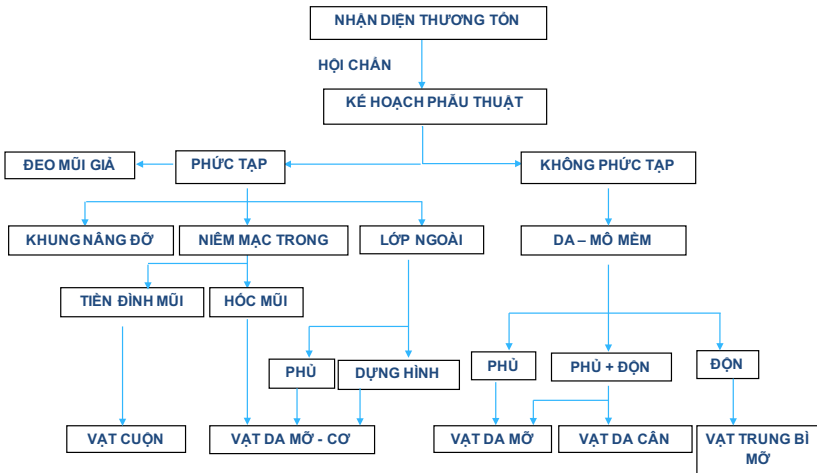 NHẬN DIỆN THƯƠNG TỔN
HỘI CHẨN
KẾ HOẠCH PHẪU THUẬT
ĐEO MŨI GIẢ
PHỨC TẠP
KHÔNG PHỨC TẠP
KHUNG NÂNG ĐỠ
NIÊM MẠC TRONG
LỚP NGOÀI
DA – MÔ MỀM
TIỀN ĐÌNH MŨI
HÓC MŨI
PHỦ
DỰNG HÌNH
PHỦ
PHỦ + ĐỘN
ĐỘN
VẠT CUỘN
VẠT DA MỠ - CƠ
VẠT DA MỠ
VẠT DA CÂN
VẠT TRUNG BÌ
MỠ